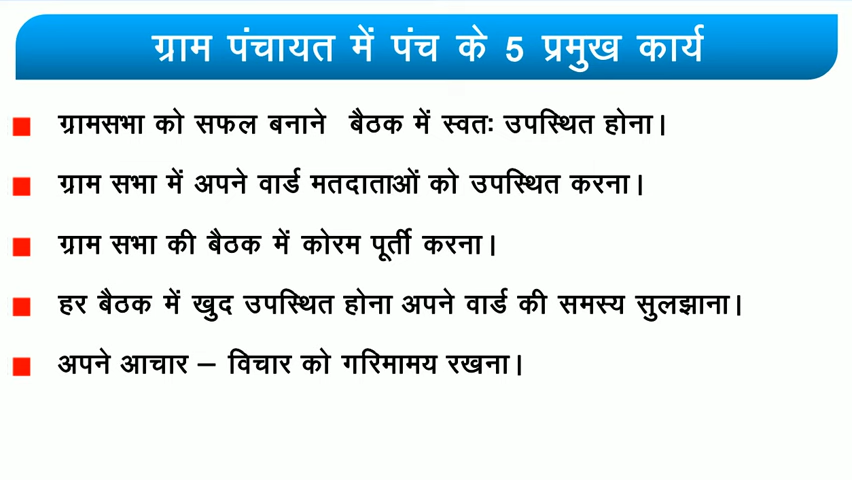 ग्राम पंचायत में पंच के 5 प्रमुख कार्य
ग्रामसभा को सफल बनाने बैठक में स्वतः उपस्थित होना।
ग्राम सभा में अपने वार्ड मतदाताओं को उपस्थित करना।
ग्राम सभा की बैठक में कोरम पूर्ती करना।
हर बैठक में खुद उपस्थित होना अपने वार्ड की समस्य सुलझाना।
अपने आचार – विचार को गरिमामय रखना।